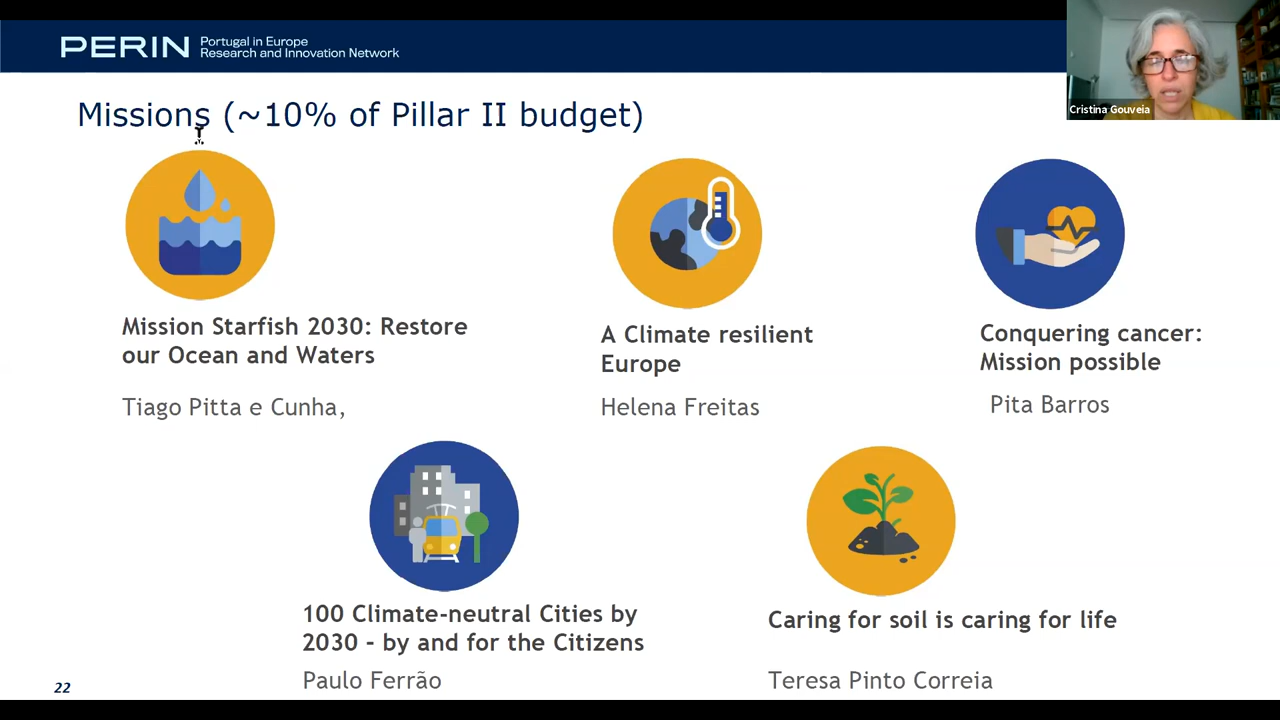 PERIN
Portugal in Europe
Research and Innovation Network
Cristina Gouveia
Missions (~10% of Pillar II budget)
Mission Starfish 2030: Restore
our Ocean and Waters
Tiago Pitta e Cunha,
A Climate resilient
Europe
Helena Freitas
Conquering cancer:
Mission possible
Pita Barros
100 Climate-neutral Cities by
2030 - by and for the Citizens
Paulo Ferrão
Caring for soil is caring for life
Teresa Pinto Correia
22